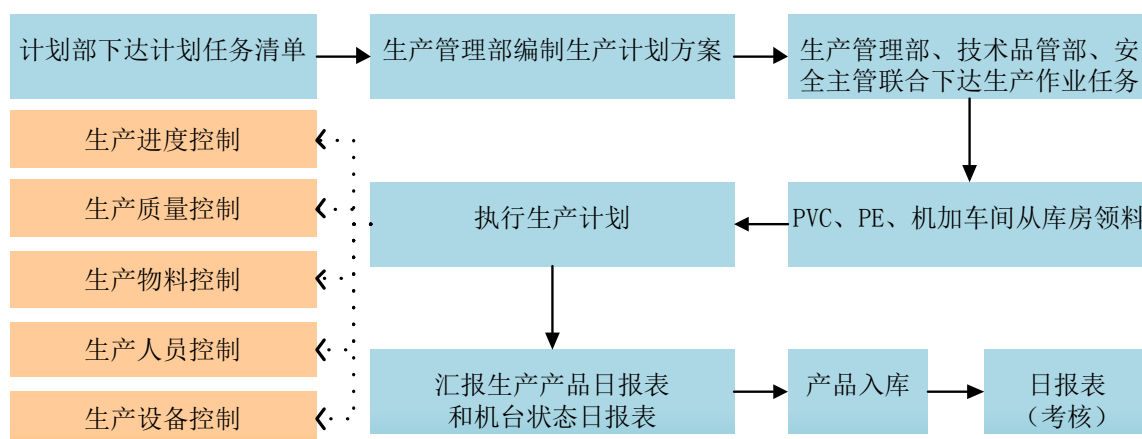 计划部下达计划任务清单
生产管理部编制生产计划方案
生产管理部、技术品管部、安
全主管联合下达生产作业任务
生产进度控制
生产质量控制
执行生产计划
PVC、PE、机加车间从库房领料
生产物料控制
生产人员控制
生产设备控制
汇报生产产品日报表
和机台状态日报表
产品入库
日报表
（考核）